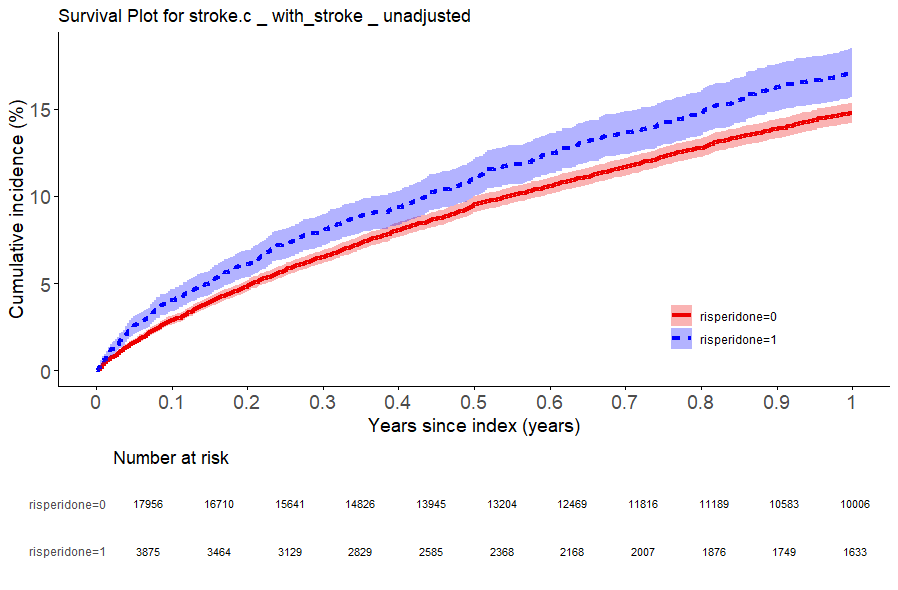 Survival Plot for stroke.c _ with_stroke _ unadjusted
Cumulative incidence (%)
15
10
5
0
risperidone=0
risperidone=1
0 0.1 0.2 0.3 0.4 0.5 0.6 0.7 0.8 0.9 1
Years since index (years)
Number at risk
risperidone=0 17956 16710 15641 14826 13945 13204 12469 11816 11189 10583 10006
risperidone=1 3875 3464 3129 2829 2585 2368 2168 2007 1876 1749 1633